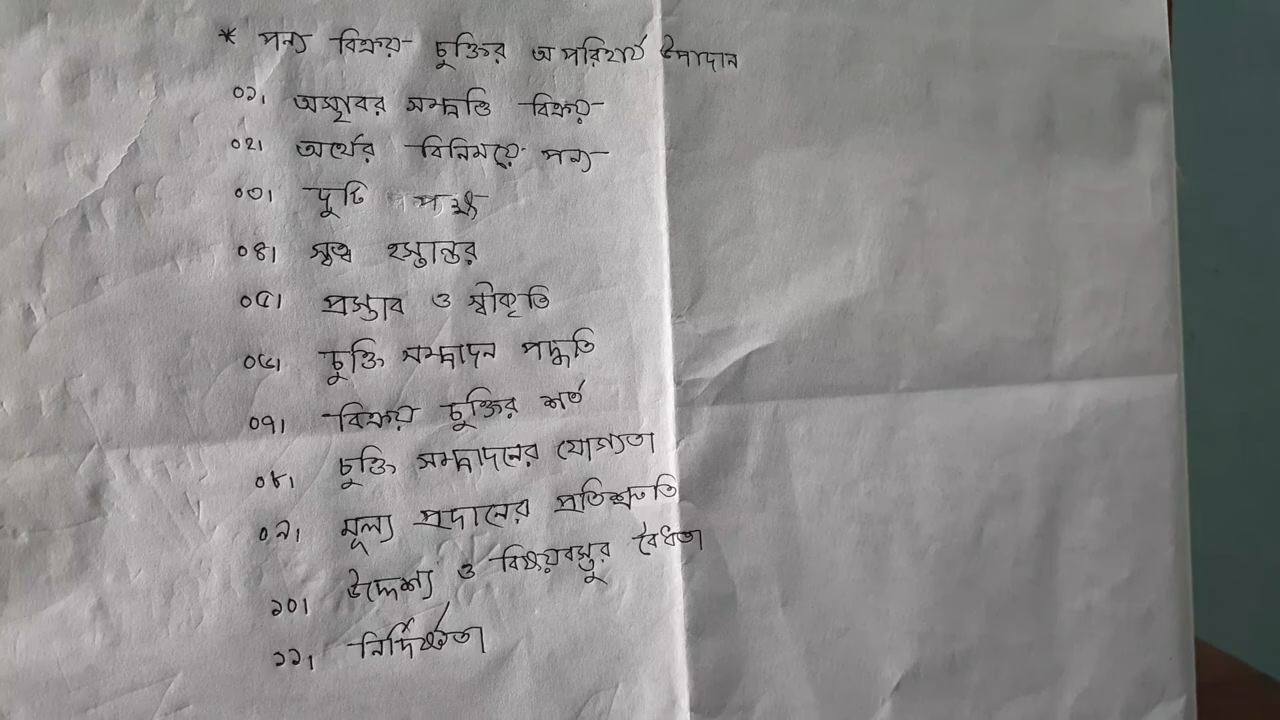 * পন্য বিক্রয় চুক্তির অপরিহার্য উপাদান
০১। অস্থাবর সম্পত্তি বিক্রয়
০২। অর্থের বিনিময়ে পন্য
০৩। দুটি পক্ষ
০৪। স্বত্ব হস্তান্তর
০৫। প্রস্তাব ও স্বীকৃতি
০৬। চুক্তি সম্পাদন পদ্ধতি
০৭। বিক্রয় চুক্তির শর্ত
০৮। চুক্তি সম্পাদনের যোগ্যতা
০৯। মূল্য প্রদানের প্রতিশ্রুতি
১০। উদ্দেশ্য ও বিষয়বস্তুর বৈধতা
১১। নির্দিষ্টতা